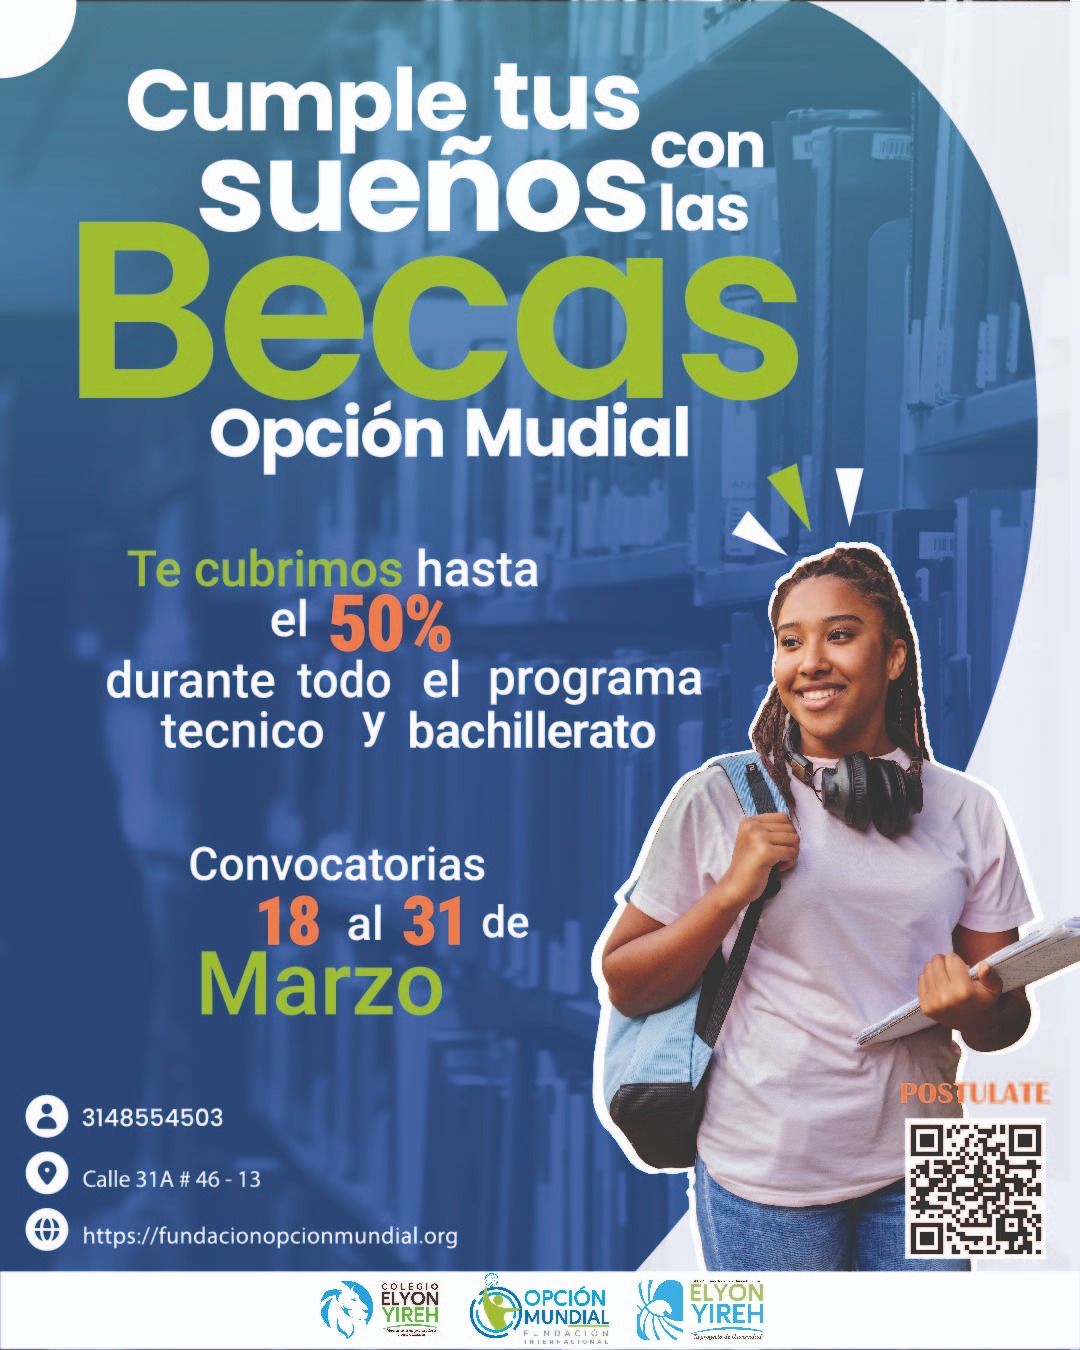 Cumple tus
sueños con
las
Becas
Opción Mudial
Te cubrimos hasta
el 50%
durante todo el programa
tecnico y bachillerato
Convocatorias
18 al 31 de
Marzo
3148554503
Calle 31A # 46 - 13
https://fundacionopcionmundial.org
POSTULATE
COLEGIO
ELYON
YIREH
OPCIÓN
MUNDIAL
FUNDACIÓN
INTERNACIONAL
ELYON
YIREH